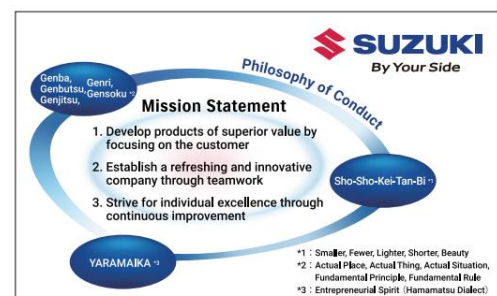 SUZUKI
By Your Side
Philosophy of Conduct
Genba,
Genbutsu,
Genjitsu,
Genri,
Gensoku *2
Mission Statement
1. Develop products of superior value by
focusing on the customer
2. Establish a refreshing and innovative
company through teamwork
3. Strive for individual excellence through
continuous improvement
Sho-Sho-Kei-Tan-Bi *1
YARAMAIKA *3
*1 : Smaller, Fewer, Lighter, Shorter, Beauty
*2 : Actual Place, Actual Thing, Actual Situation,
Fundamental Principle, Fundamental Rule
*3 : Entrepreneurial Spirit (Hamamatsu Dialect)